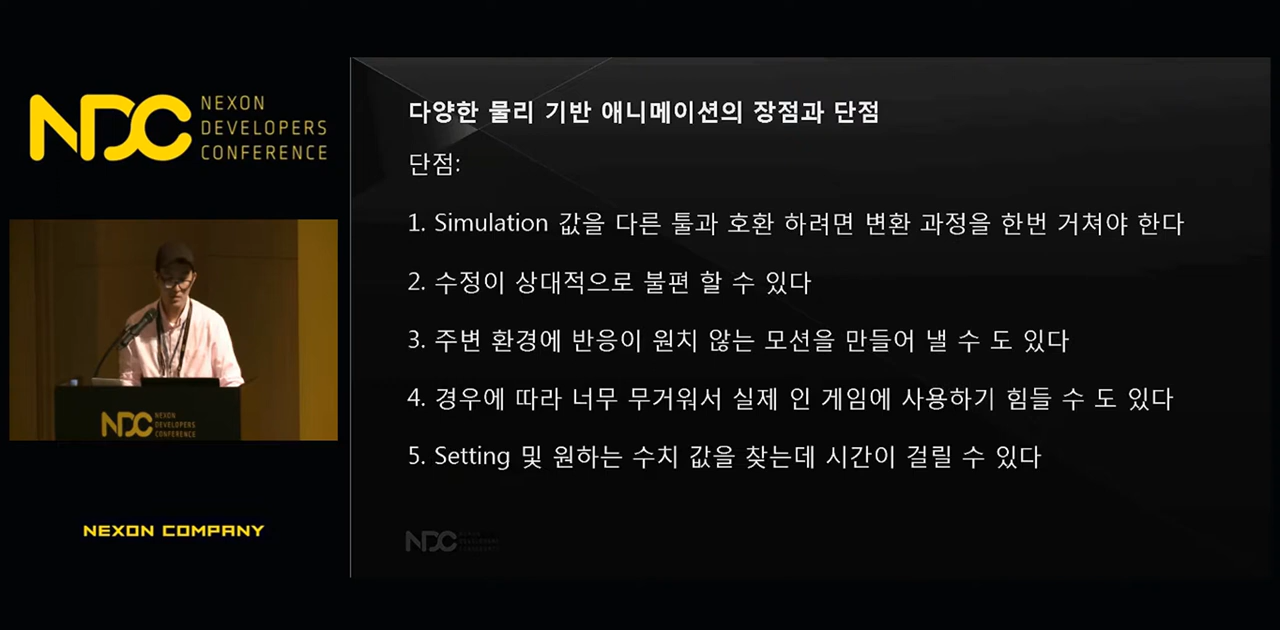 NDC
NEXON
DEVELOPERS
CONFERENCE
다양한 물리 기반 애니메이션의 장점과 단점
단점:
1. Simulation 값을 다른 툴과 호환 하려면 변환 과정을 한번 거쳐야 한다
2. 수정이 상대적으로 불편 할 수 있다
3. 주변 환경에 반응이 원치 않는 모션을 만들어 낼 수 도 있다
4. 경우에 따라 너무 무거워서 실제 인 게임에 사용하기 힘들 수 도 있다
5. Setting 및 원하는 수치 값을 찾는데 시간이 걸릴 수 있다
NDC
NEXON
DEVELOPERS
CONFERENCE
NEXON COMPANY
NDC